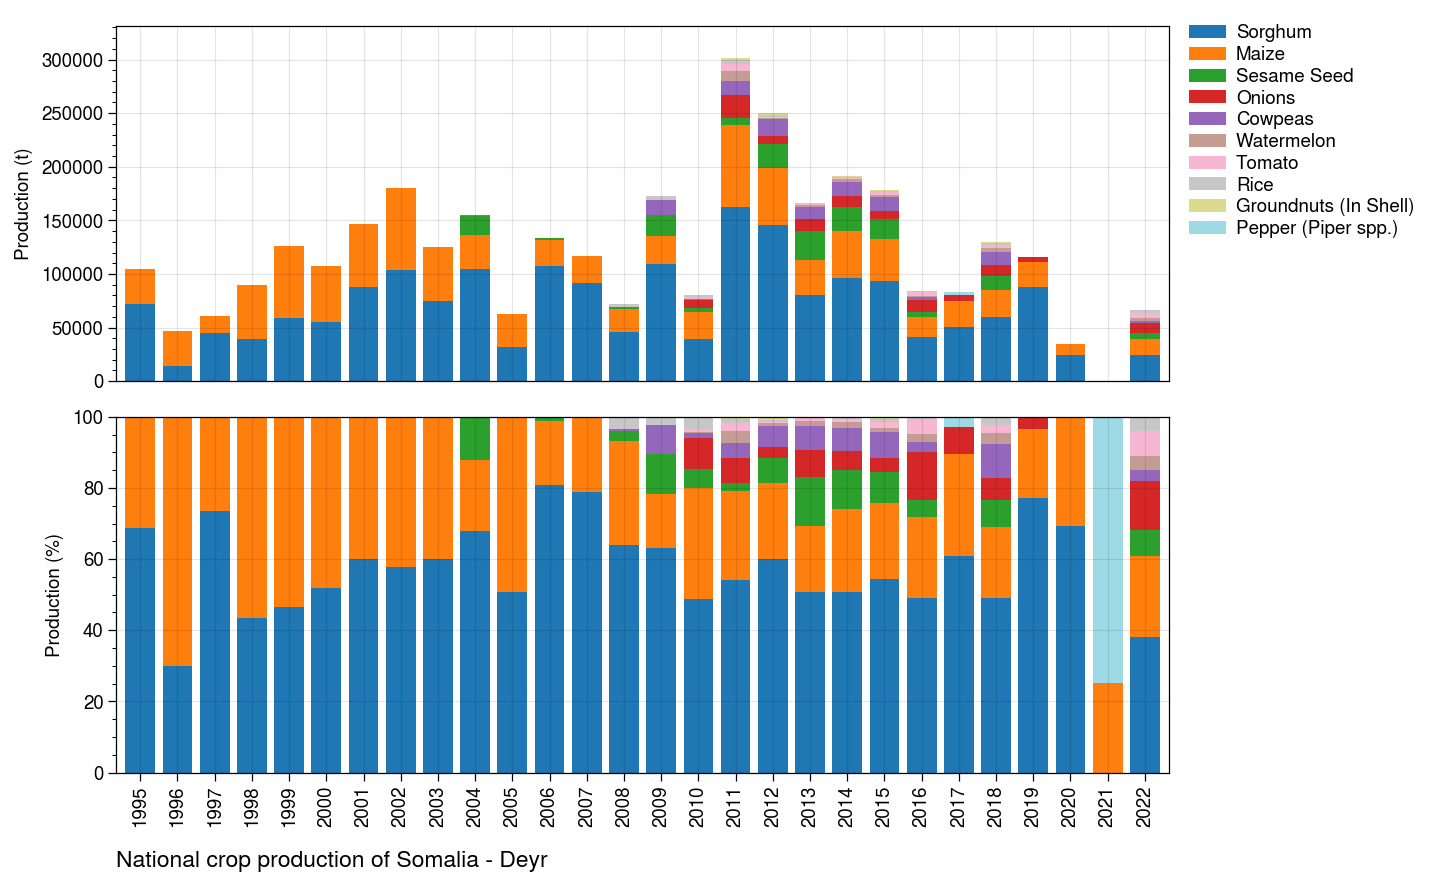 Production (t)
300000
250000
200000
150000
100000
50000
0
Sorghum
Maize
Sesame Seed
Onions
Cowpeas
Watermelon
Tomato
Rice
Groundnuts (In Shell)
Pepper (Piper spp.)
Production (%)
100
80
60
40
20
0
1995 1996 1997 1998 1999 2000 2001 2002 2003 2004 2005 2006 2007 2008 2009 2010 2011 2012 2013 2014 2015 2016 2017 2018 2019 2020 2021 2022
National crop production of Somalia - Deyr